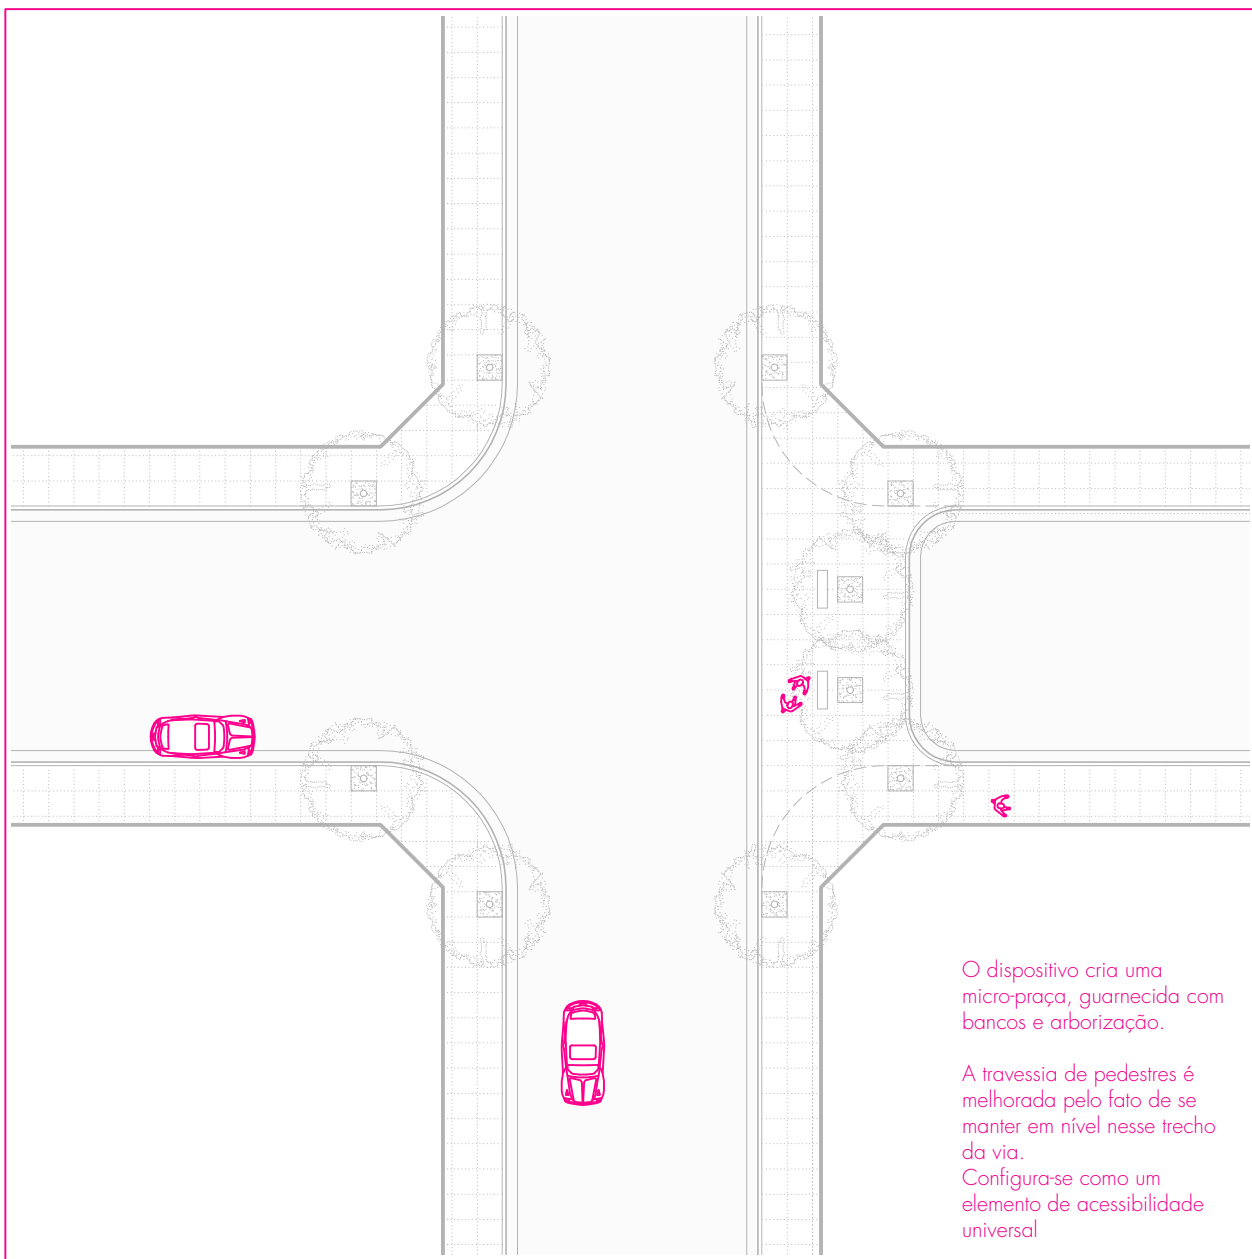 O dispositivo cria uma
micro-praça, guarnecida com
bancos e arborização.
A travessia de pedestres é
melhorada pelo fato de se
manter em nível nesse trecho
da via.
Configura-se como um
elemento de acessibilidade
universal